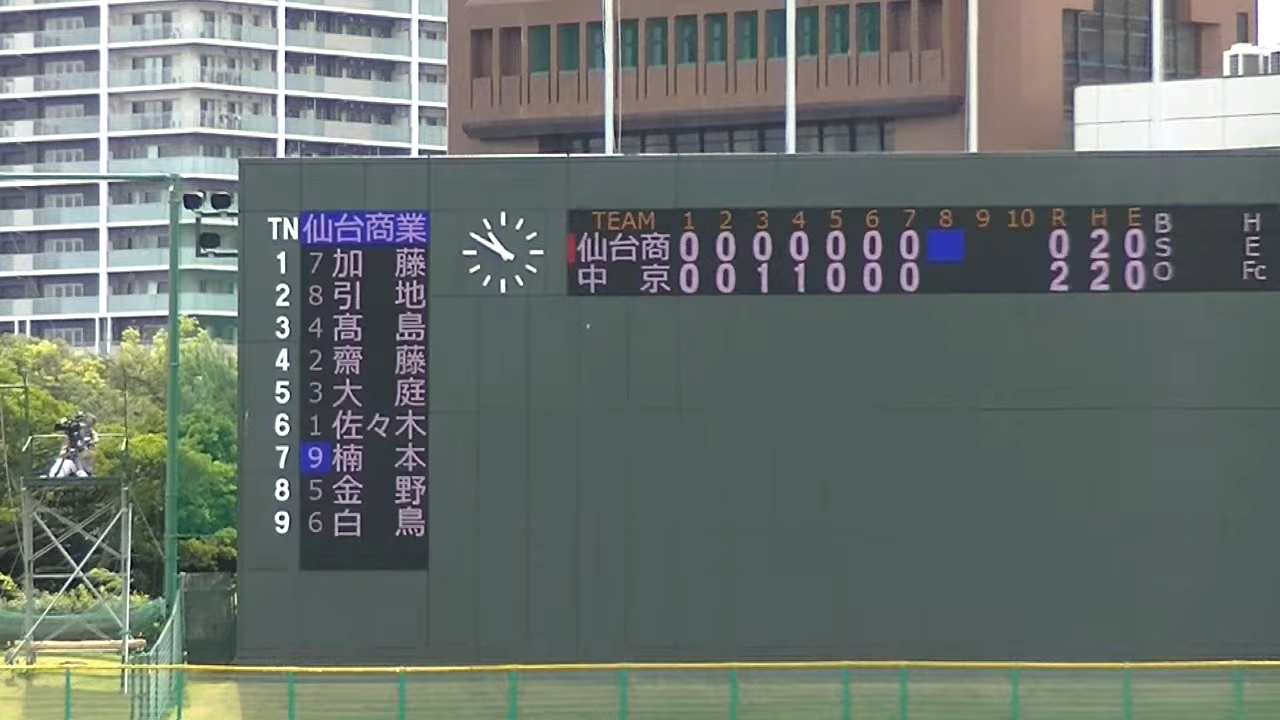 TN 仙台商業
1 7 加藤
2 8 引地
3 4 髙島
4 2 齋藤
5 3 大庭
6 1 佐々木
7 9 楠本
8 5 金野
9 6 白鳥
TEAM 1 2 3 4 5 6 7 8 9 10 R H E
仙台商 0 0 0 0 0 0 0 0 2 0
中京 0 0 1 1 0 0 0 2 2 0
B H
S E
O Fc